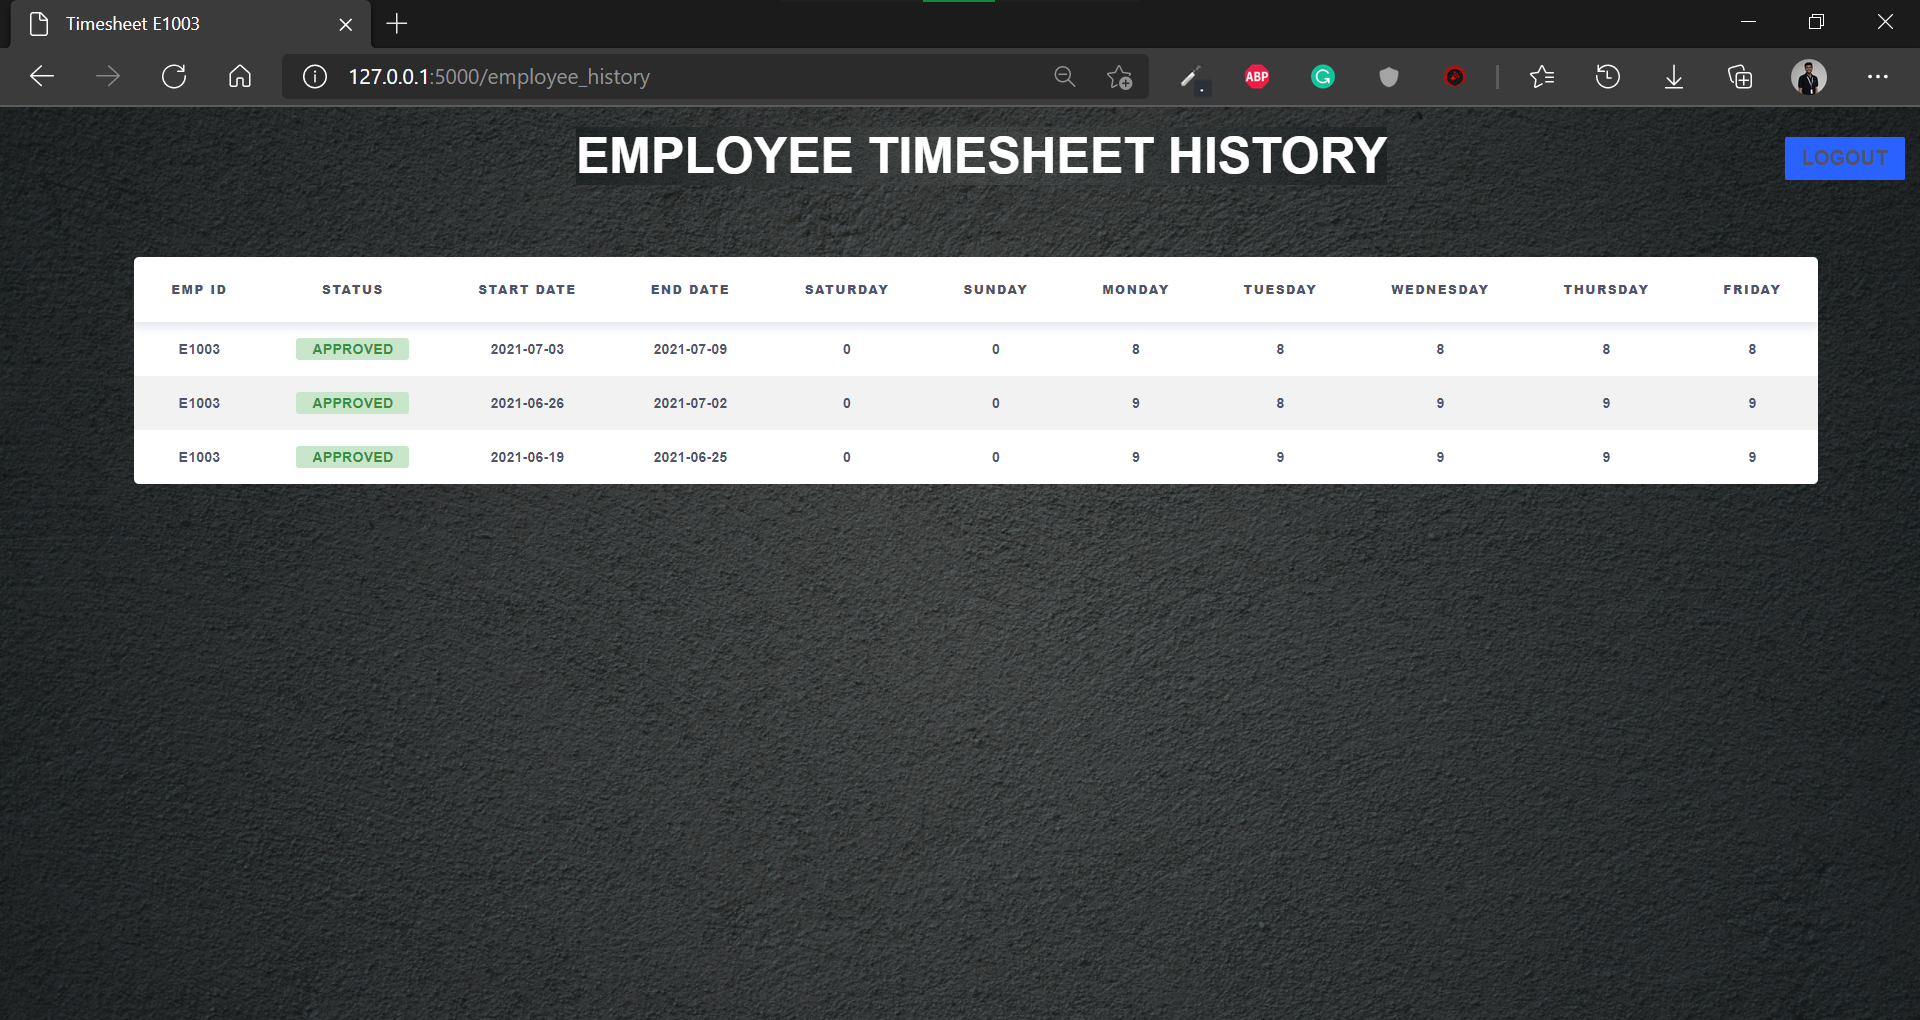 Timesheet E1003
127.0.0.1:5000/employee_history
ABP
EMPLOYEE TIMESHEET HISTORY
LOGOUT
EMP ID STATUS START DATE END DATE SATURDAY SUNDAY MONDAY TUESDAY WEDNESDAY THURSDAY FRIDAY
E1003 APPROVED 2021-07-03 2021-07-09 0 0 8 8 8 8 8
E1003 APPROVED 2021-06-26 2021-07-02 0 0 9 8 9 9 9
E1003 APPROVED 2021-06-19 2021-06-25 0 0 9 9 9 9 9